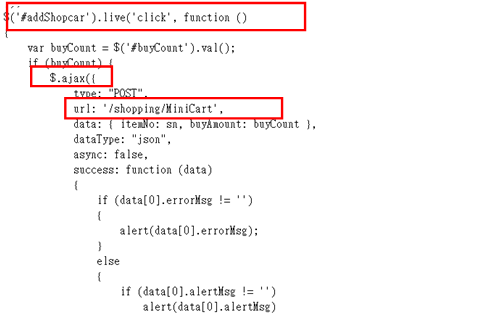 $('#addShopcar').live('click', function ()
{
var buyCount = $('#buyCount').val();
if (buyCount) {
$.ajax({
type: "POST",
url: '/shopping/MiniCart',
data: { itemNo: sn, buyAmount: buyCount },
dataType: "json",
async: false,
success: function (data)
{
if (data[0].errorMsg != '')
{
alert(data[0].errorMsg);
}
else
{
if (data[0].alertMsg != '')
alert(data[0].alertMsg)